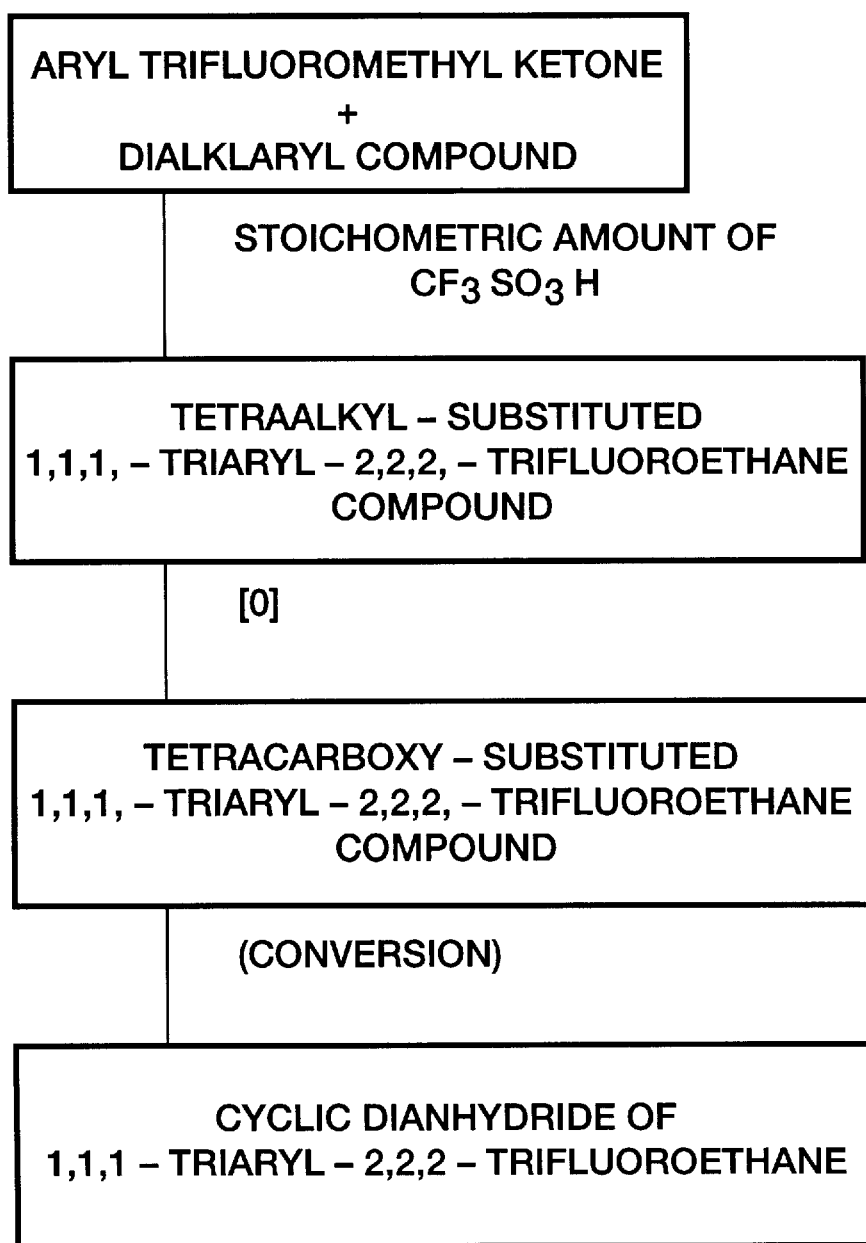 ARYL TRIFLUOROMETHYL KETONE
+
DIALKLARYL COMPOUND
STOICHOMETRIC AMOUNT OF
CF3 SO3 H
TETRAALKYL – SUBSTITUTED
1,1,1, – TRIARYL – 2,2,2, – TRIFLUOROETHANE
COMPOUND
[0]
TETRACARBOXY – SUBSTITUTED
1,1,1, – TRIARYL – 2,2,2, – TRIFLUOROETHANE
COMPOUND
(CONVERSION)
CYCLIC DIANHYDRIDE OF
1,1,1 – TRIARYL – 2,2,2 – TRIFLUOROETHANE